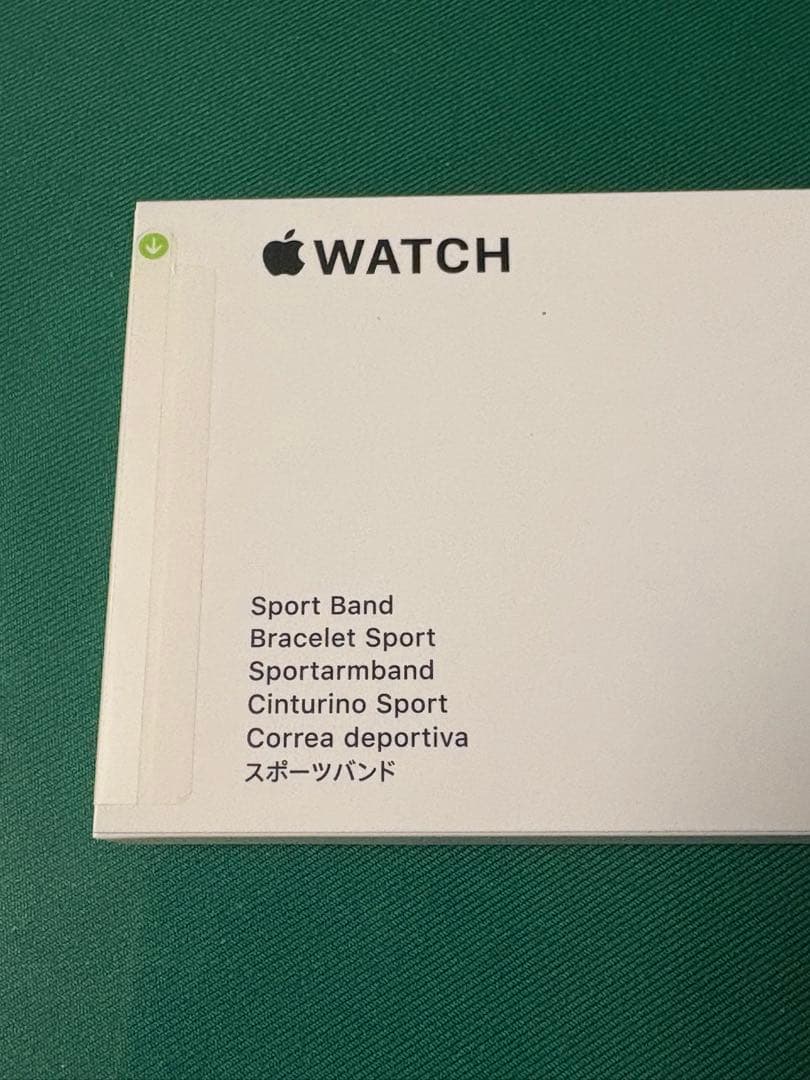 WATCH
Sport Band
Bracelet Sport
Sportarmband
Cinturino Sport
Correa deportiva
スポーツバンド